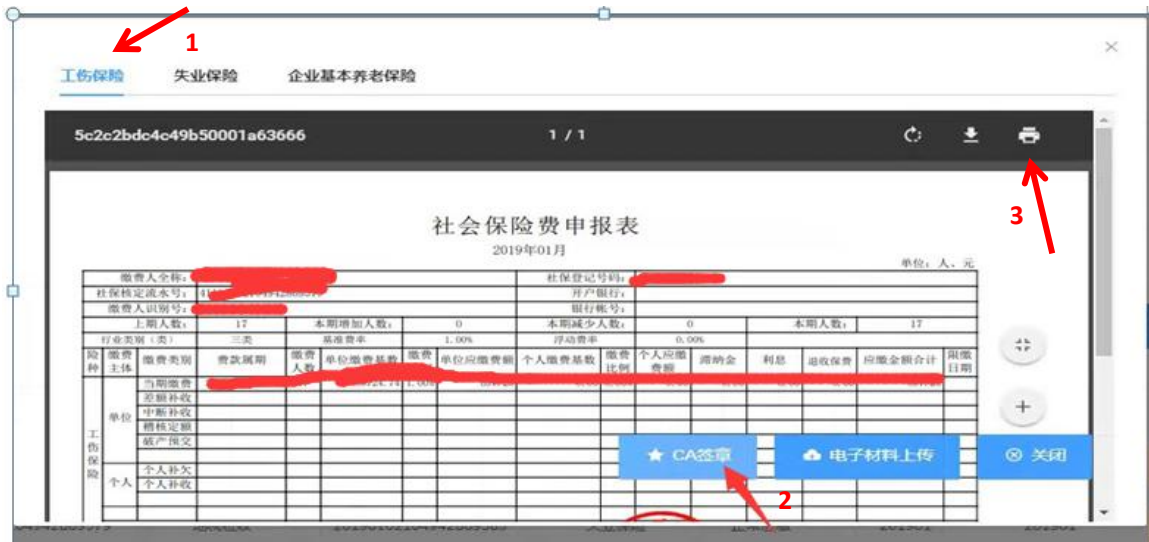 1
工伤保险 失业保险 企业基本养老保险
5c2c2bdc4c49b50001a63666 1 / 1
3
社会保险费申报表
2019年01月
单位：人、元
缴费人全称： 社保登记号码：
社保核定流水号： 开户银行：
缴费人识别号： 银行帐号：
上期人数： 17 本期增加人数： 0 本期减少人数： 0 本期人数： 17
行业类别（类） 三类 基准费率 1.00% 浮动费率 0.00%
险种 缴费主体 缴费类别 费款属期 缴费人数 单位缴费基数 缴费 单位应缴费额 个人缴费基数 缴费比例 个人应缴费额 滞纳金 利息 退收保费 应缴金额合计 限缴日期
当期缴费
差额补收
单位 中断补收
稽核定额
破产预交
工伤保险
个人 个人补欠
个人补收
CA签章 电子材料上传 关闭
2